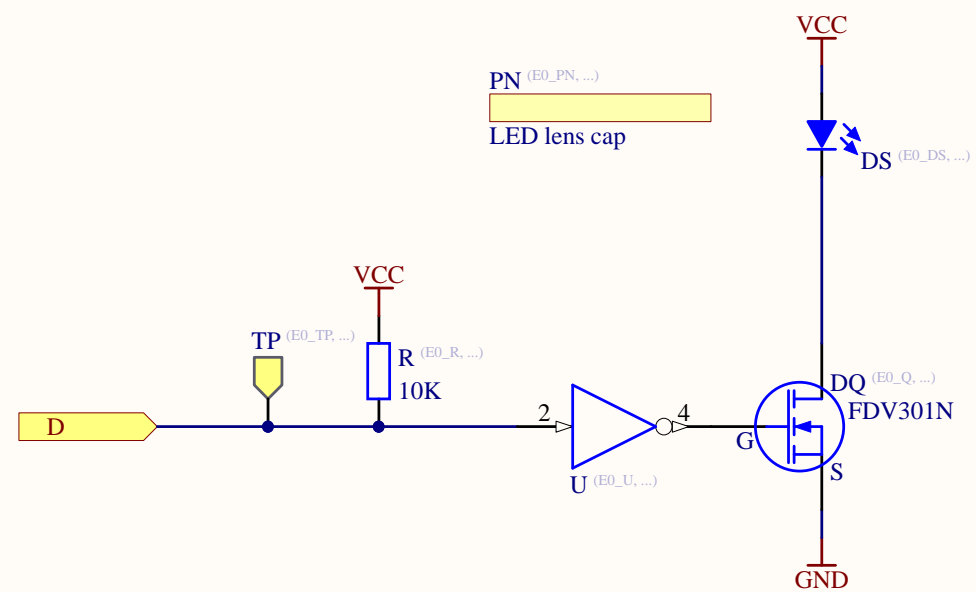 VCC
PN (E0_PN, ...)
LED lens cap
DS (E0_DS, ...)
VCC
TP (E0_TP, ...)
R (E0_R, ...)
10K
D
2
4
U (E0_U, ...)
G
DQ (E0_Q, ...)
FDV301N
S
GND